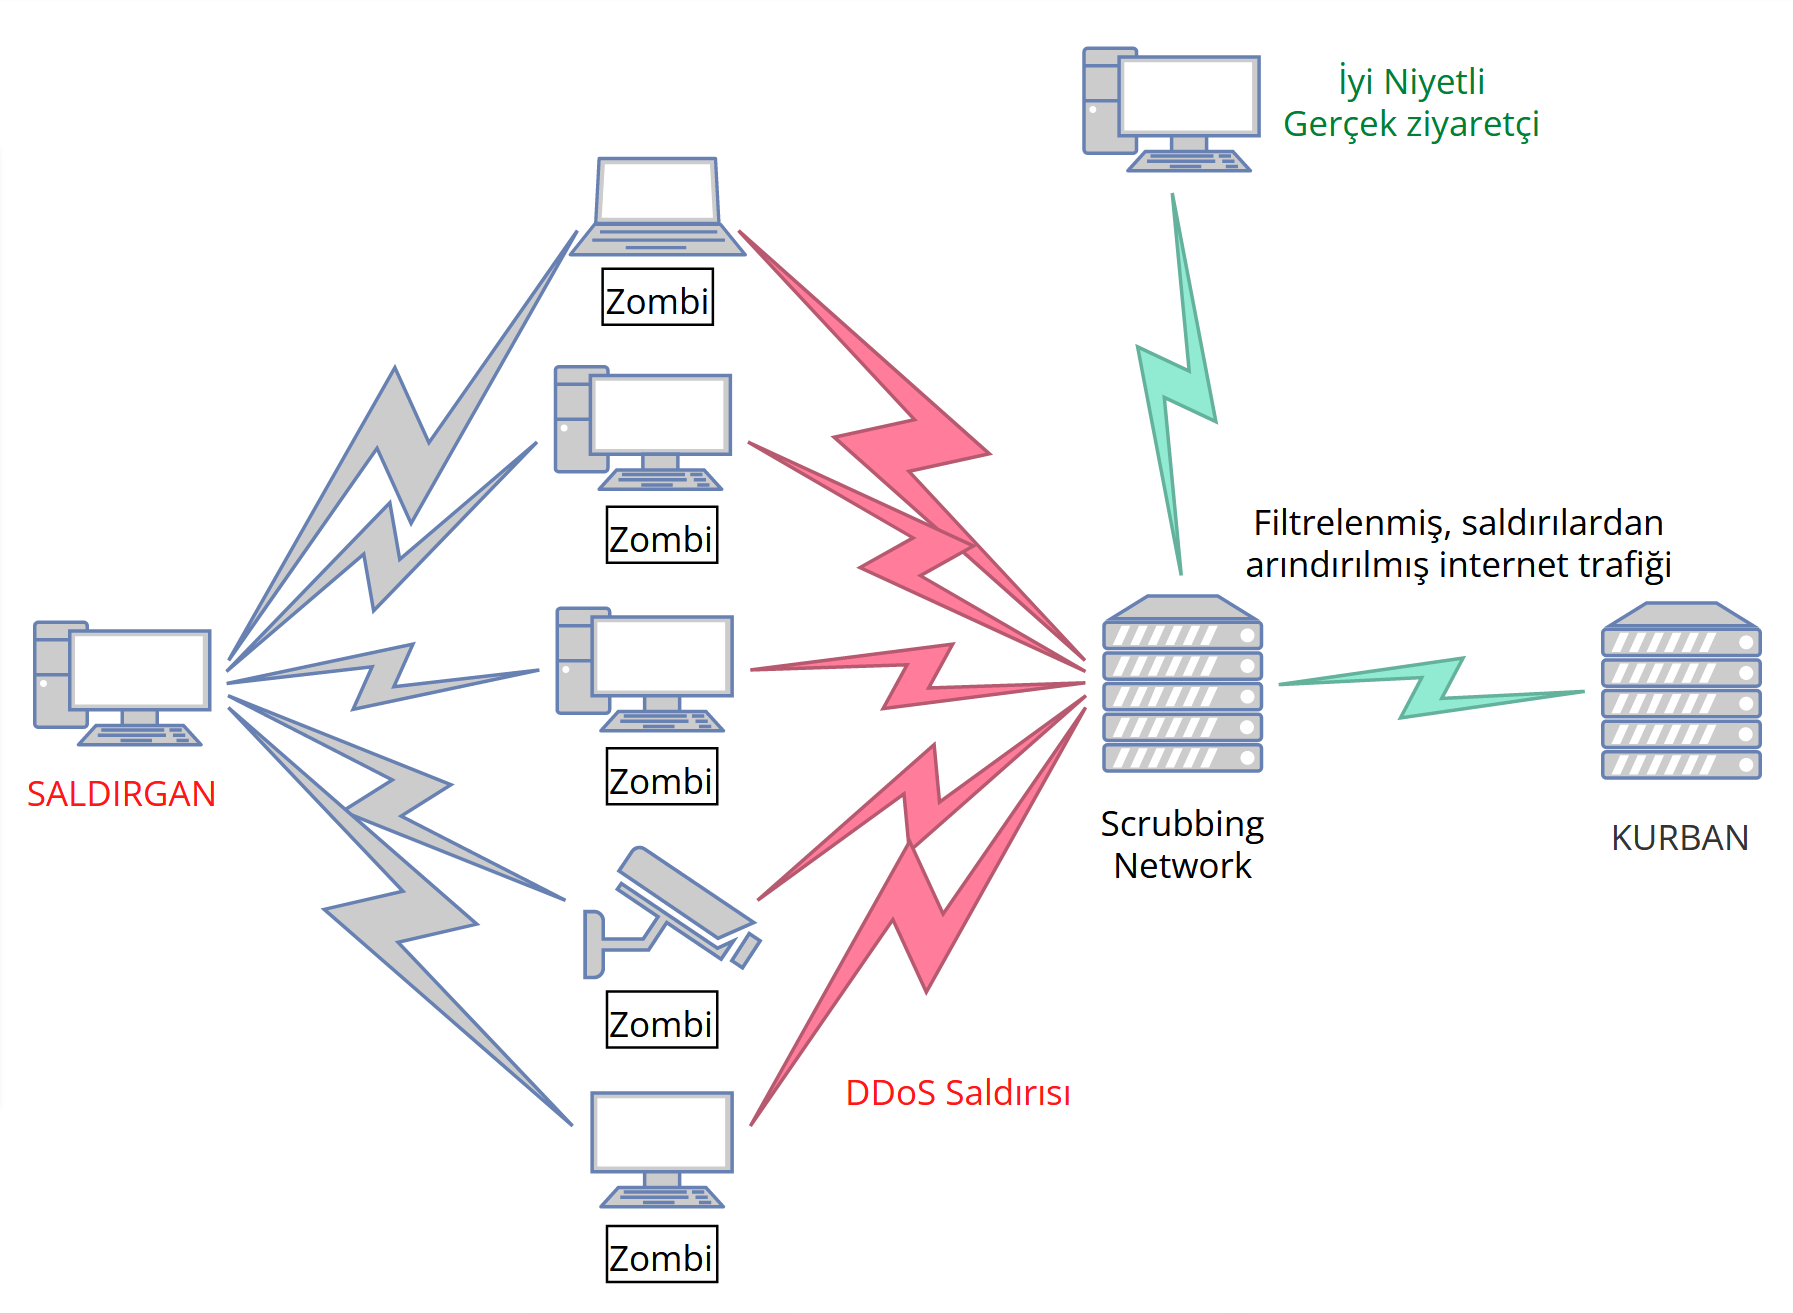 İyi Niyetli
Gerçek ziyaretçi
Zombi
Zombi
Filtrelenmiş, saldırılardan
arındırılmış internet trafiği
SALDIRGAN
Zombi
Scrubbing
Network
KURBAN
Zombi
DDoS Saldırısı
Zombi